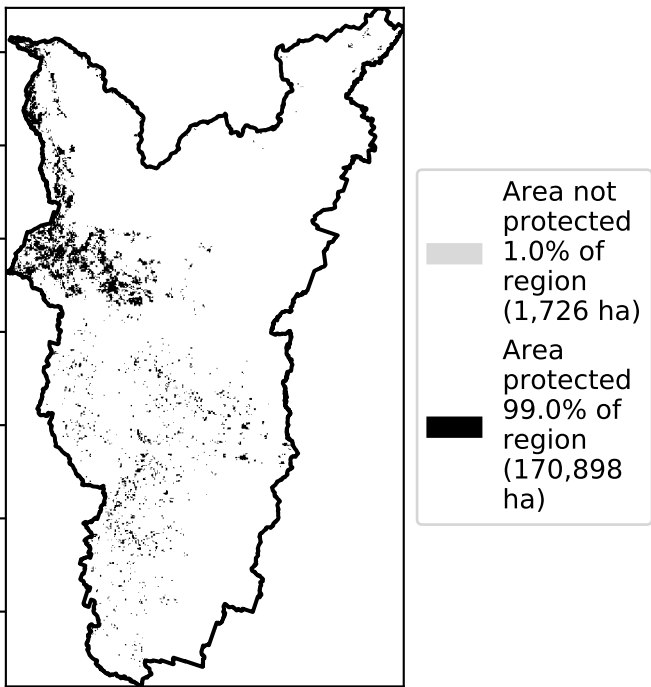 Area not
protected
1.0% of
region
(1,726 ha)
Area
protected
99.0% of
region
(170,898
ha)